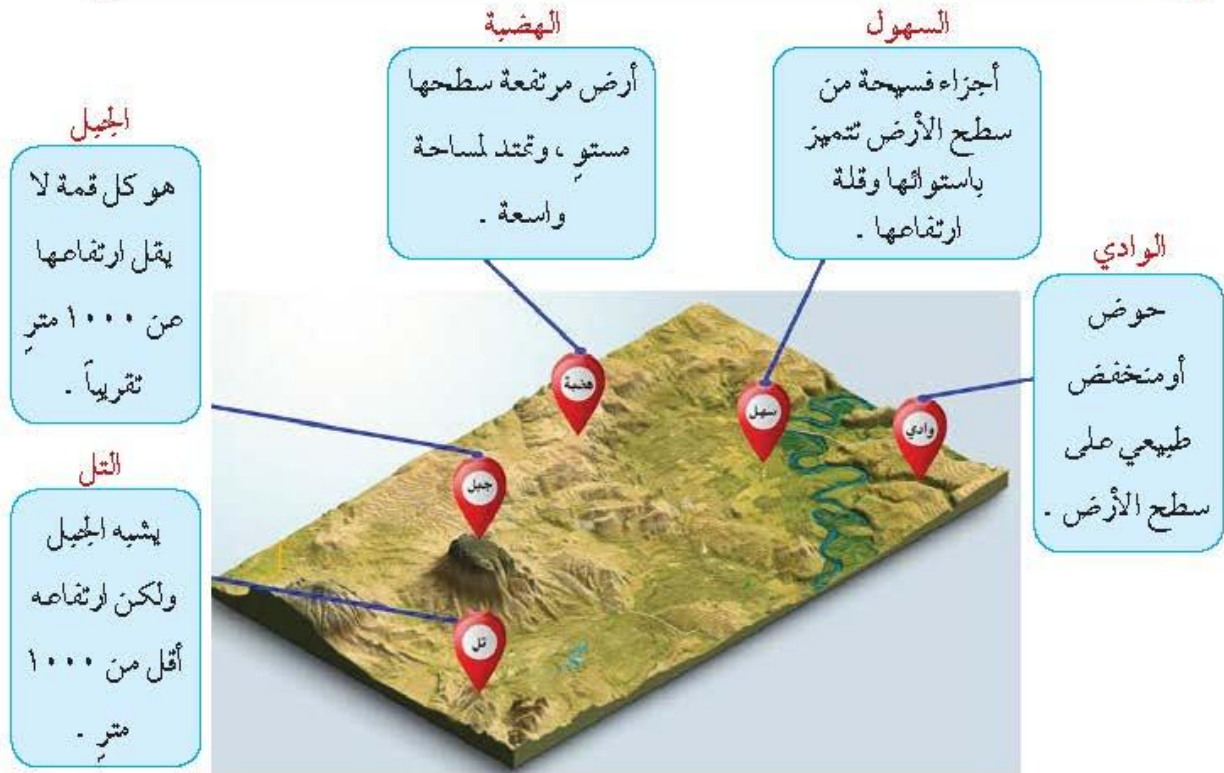 السهول
أجزاء فسيحة من
سطح الأرض تتميز
باستوائها وقلة
ارتفاعها .
الهضبة
أرض مرتفعة سطحها
مستوٍ ، وتمتد لمساحة
واسعة .
الجبل
هو كل قمة لا
يقل ارتفاعها
عن ١٠٠٠ مترٍ
تقريباً .
الوادي
حوض
أومنخفض
طبيعي على
سطح الأرض .
التل
يشبه الجبل
ولكن ارتفاعه
أقل من ١٠٠٠
مترٍ .
هضبة
سهل
وادي
جبل
تل